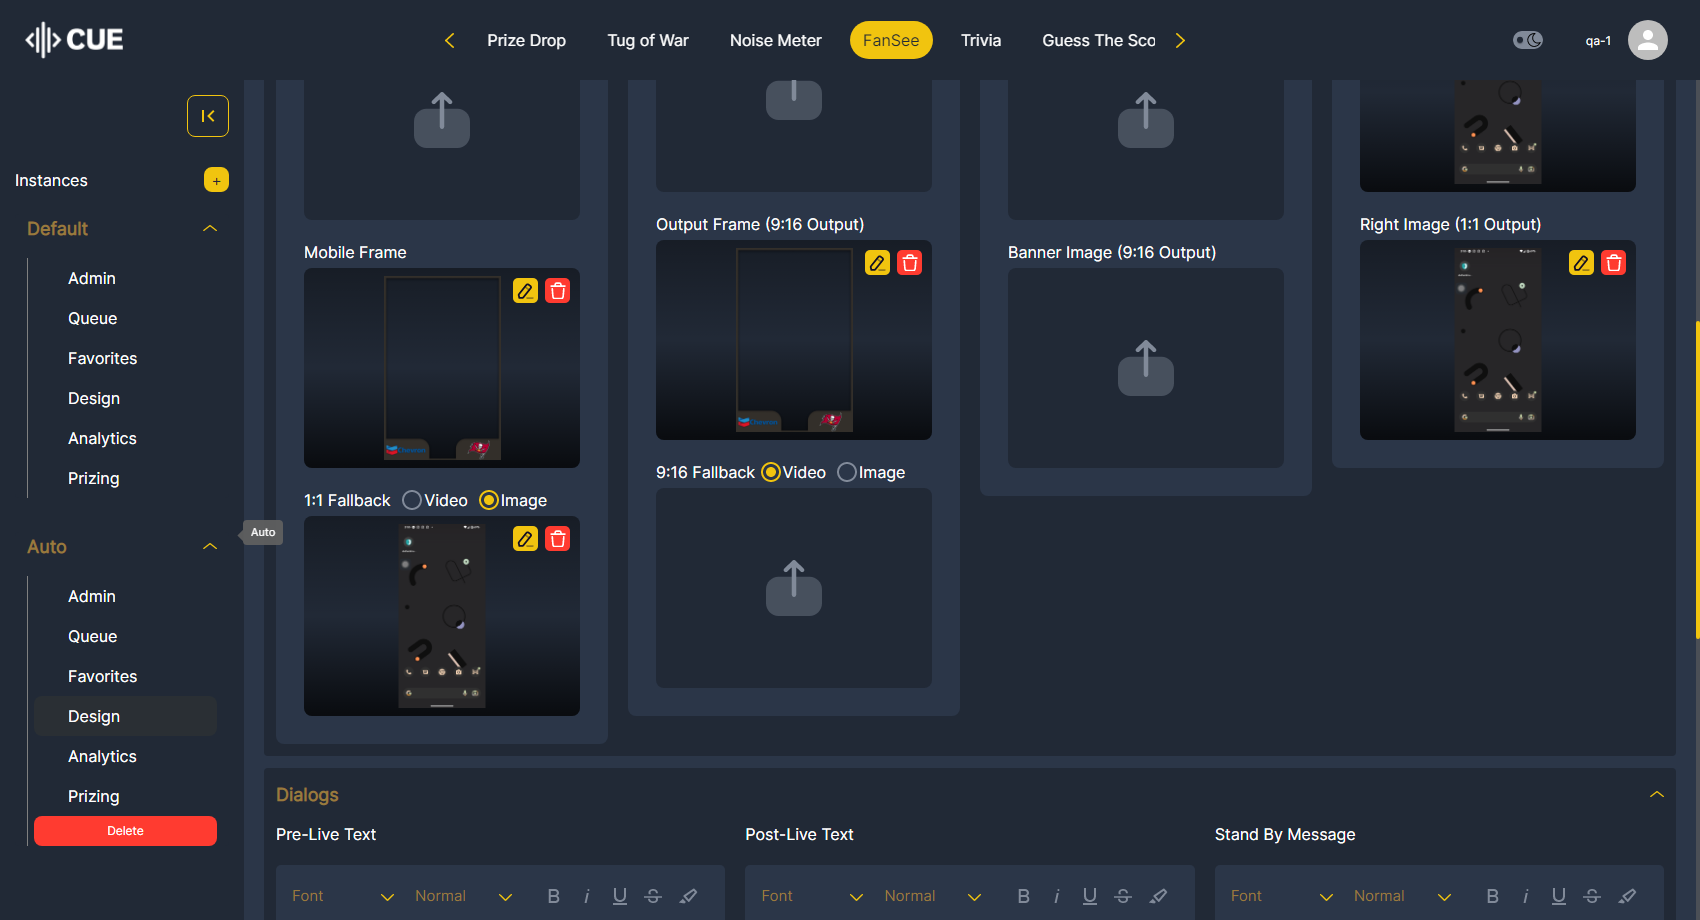 CUE
Prize Drop
Tug of War
Noise Meter
FanSee
Trivia
Guess The Sco
qa-1
Instances
+
Default
Admin
Queue
Favorites
Design
Analytics
Prizing
Auto
Auto
Admin
Queue
Favorites
Design
Analytics
Prizing
Delete
Mobile Frame
1:1 Fallback Video Image
Output Frame (9:16 Output)
9:16 Fallback Video Image
Banner Image (9:16 Output)
Right Image (1:1 Output)
Dialogs
Pre-Live Text
Font Normal B i U S
Post-Live Text
Font Normal B i U S
Stand By Message
Font Normal B i U S